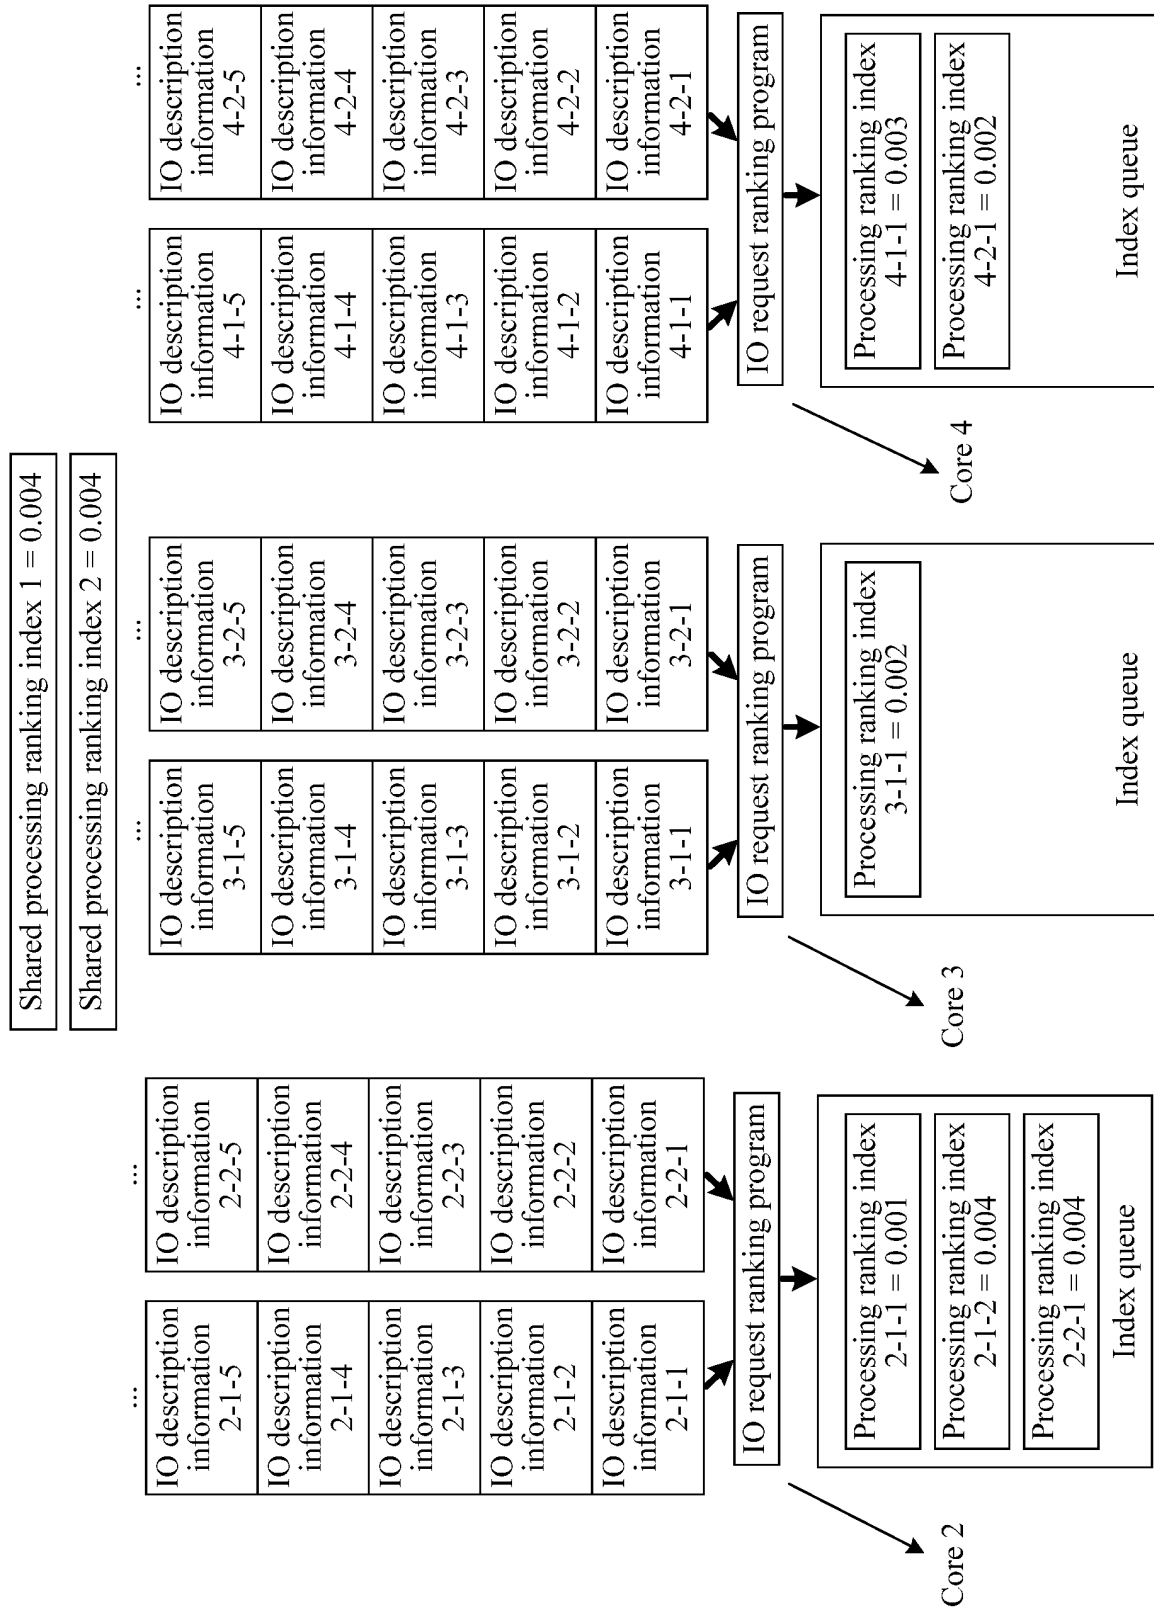 Shared processing ranking index 1 = 0.004
Shared processing ranking index 2 = 0.004
...
IO description
information
2-1-5
IO description
information
2-1-4
IO description
information
2-1-3
IO description
information
2-1-2
IO description
information
2-1-1
...
IO description
information
2-2-5
IO description
information
2-2-4
IO description
information
2-2-3
IO description
information
2-2-2
IO description
information
2-2-1
IO request ranking program
Core 2
Processing ranking index
2-1-1 = 0.001
Processing ranking index
2-1-2 = 0.004
Processing ranking index
2-2-1 = 0.004
Index queue
...
IO description
information
3-1-5
IO description
information
3-1-4
IO description
information
3-1-3
IO description
information
3-1-2
IO description
information
3-1-1
...
IO description
information
3-2-5
IO description
information
3-2-4
IO description
information
3-2-3
IO description
information
3-2-2
IO description
information
3-2-1
IO request ranking program
Core 3
Processing ranking index
3-1-1 = 0.002
Index queue
...
IO description
information
4-1-5
IO description
information
4-1-4
IO description
information
4-1-3
IO description
information
4-1-2
IO description
information
4-1-1
...
IO description
information
4-2-5
IO description
information
4-2-4
IO description
information
4-2-3
IO description
information
4-2-2
IO description
information
4-2-1
IO request ranking program
Core 4
Processing ranking index
4-1-1 = 0.003
Processing ranking index
4-2-1 = 0.002
Index queue